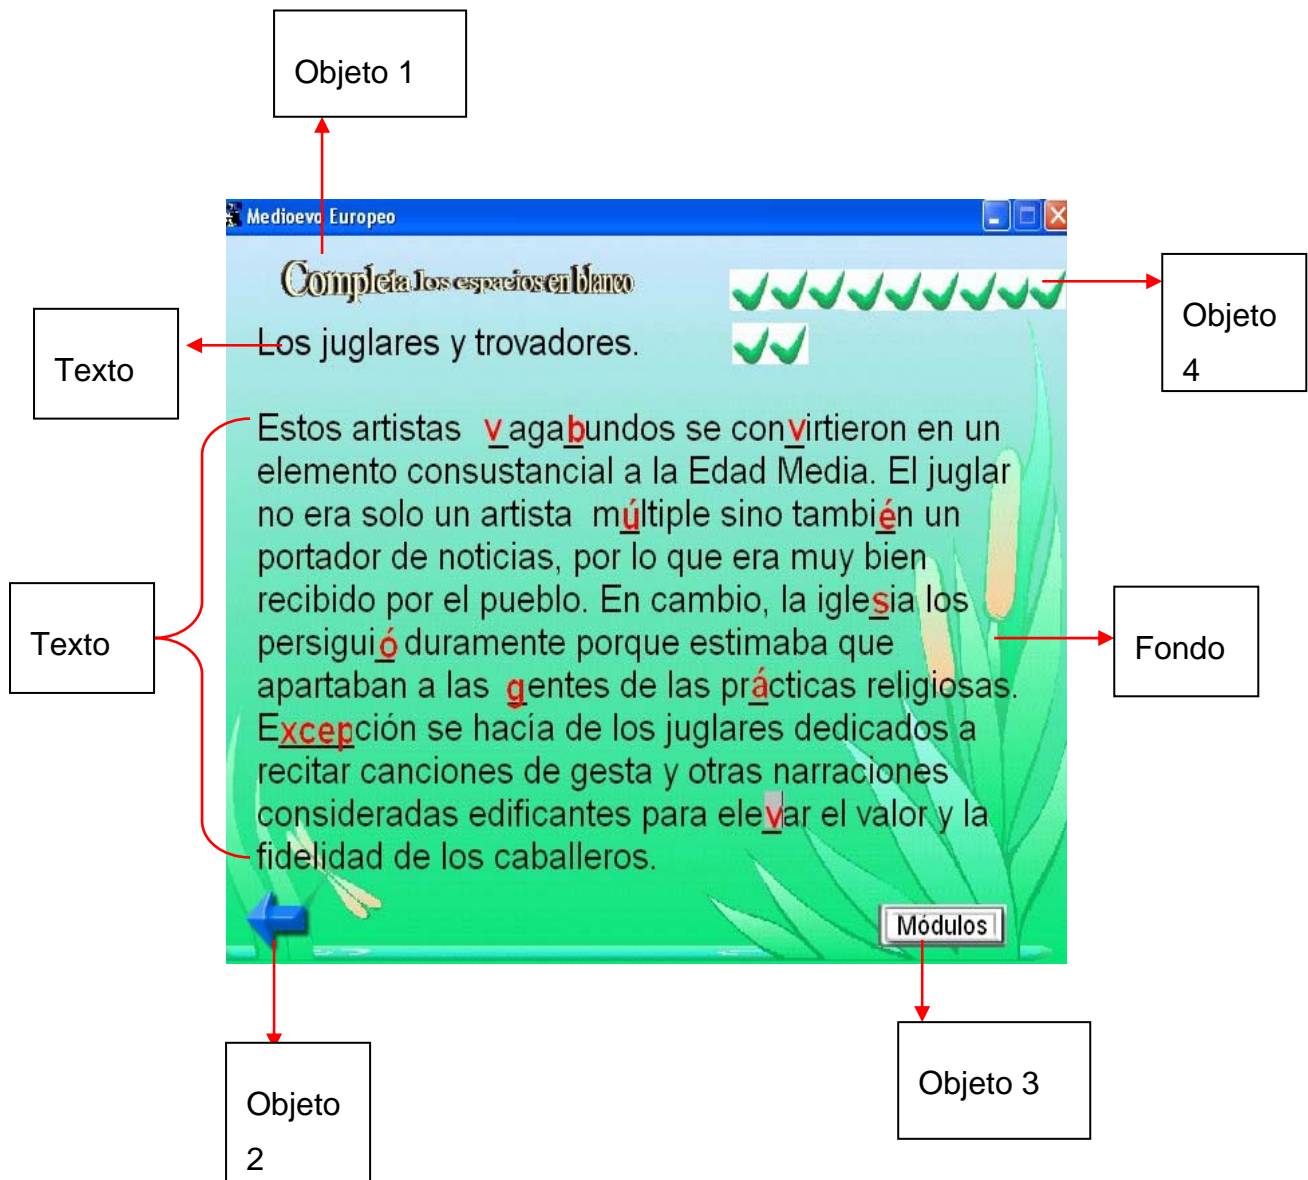 Objeto 1
Medioevo Europeo
Completa los espacios en blanco
Objeto
4
Los juglares y trovadores.
Texto
Estos artistas vagabundos se convirtieron en un
elemento consustancial a la Edad Media. El juglar
no era solo un artista múltiple sino también un
portador de noticias, por lo que era muy bien
recibido por el pueblo. En cambio, la iglesia los
persiguió duramente porque estimaba que
apartaban a las gentes de las prácticas religiosas.
Excepción se hacía de los juglares dedicados a
recitar canciones de gesta y otras narraciones
consideradas edificantes para elevar el valor y la
fidelidad de los caballeros.
Texto
Fondo
Módulos
Objeto
2
Objeto 3